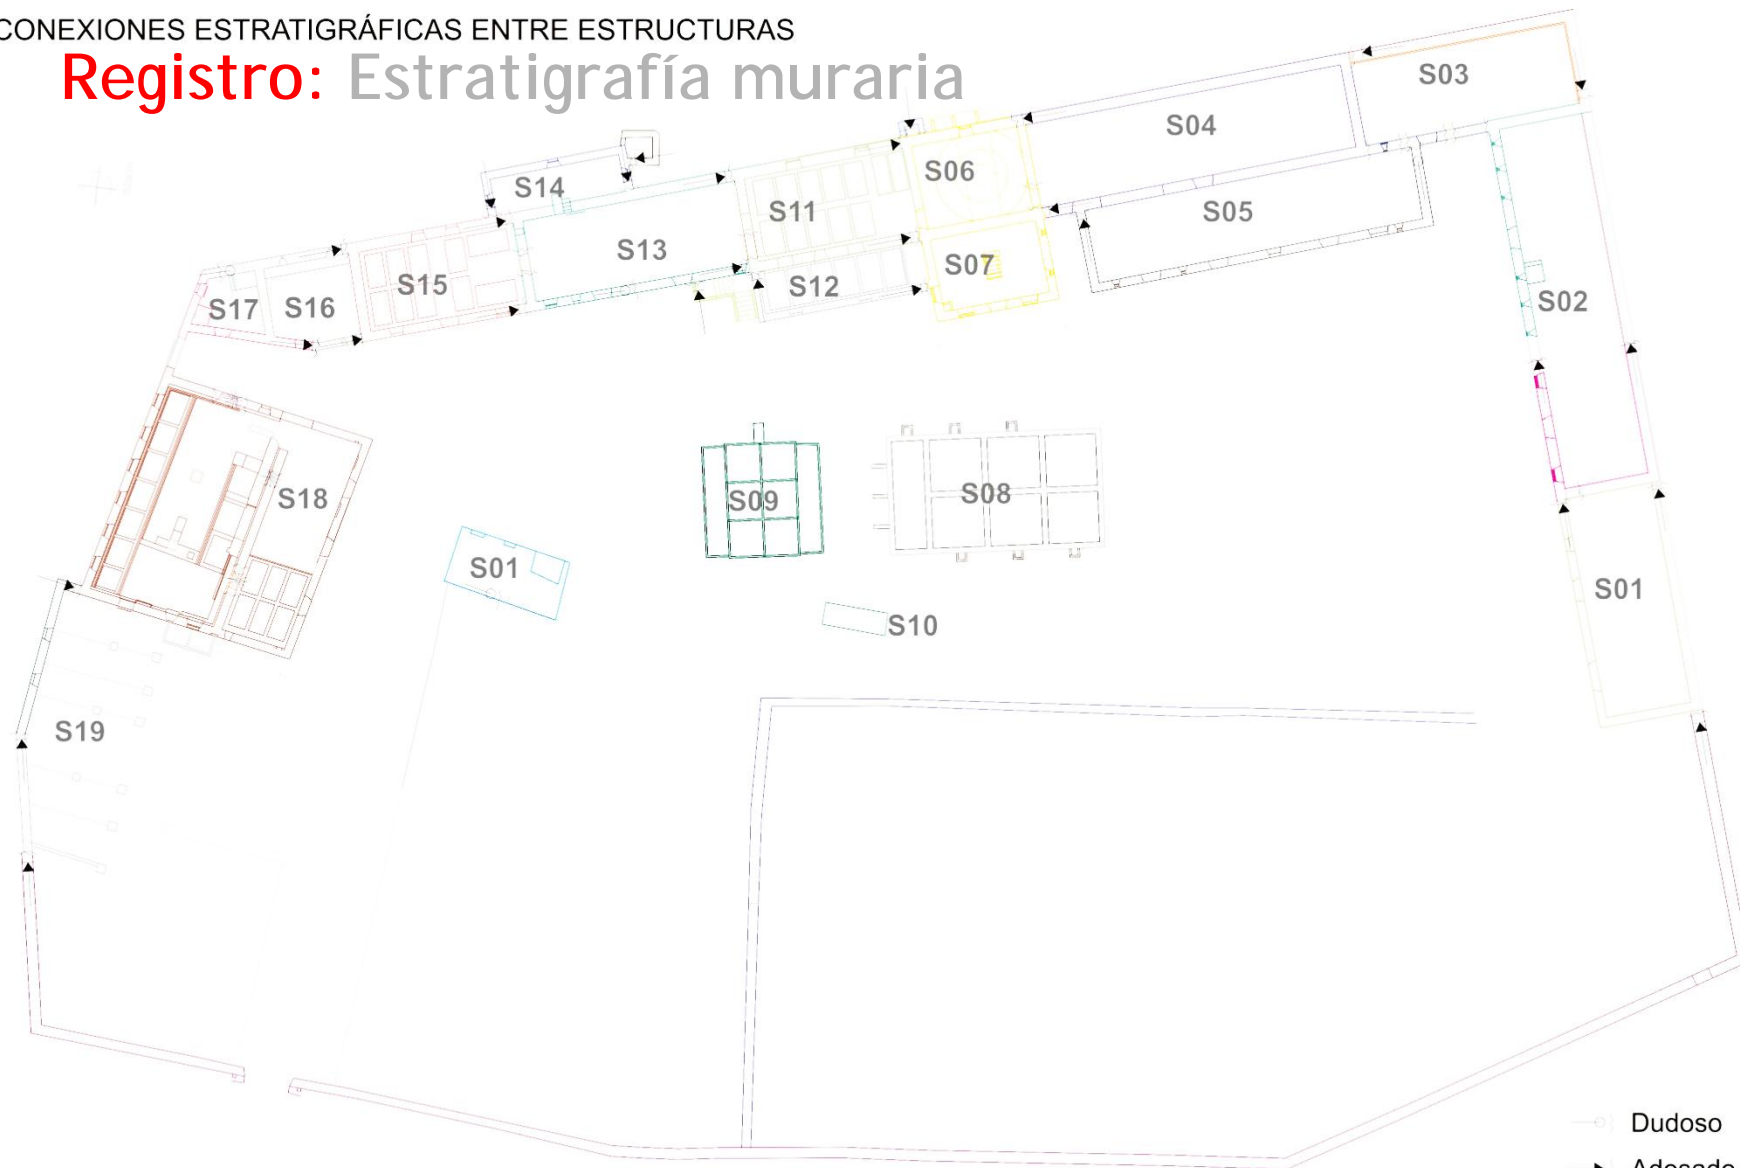 CONEXIONES ESTRATIGRÁFICAS ENTRE ESTRUCTURAS
Registro: Estratigrafía muraria
S03
S04
S06
S14
S11
S05
S13
S07
S15
S12
S17
S16
S02
S18
S09
S08
S01
S01
S10
S19
Dudoso
Adosado